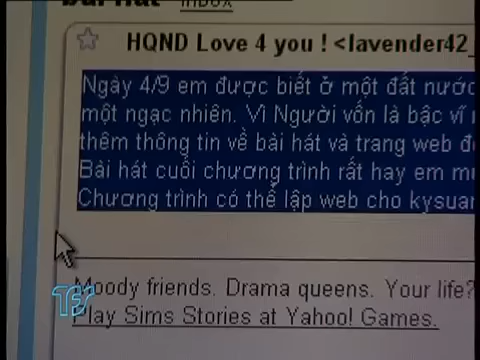 Inbox
HQND Love 4 you ! <lavender42_
Ngày 4/9 em được biết ở một đất nước
một ngạc nhiên. Vì Người vốn là bậc vĩ
thêm thông tin về bài hát và trang web
Bài hát cuối chương trình rất hay em
Chương trình có thể lập web cho kysuan
Moody friends. Drama queens. Your life?
Play Sims Stories at Yahoo! Games.